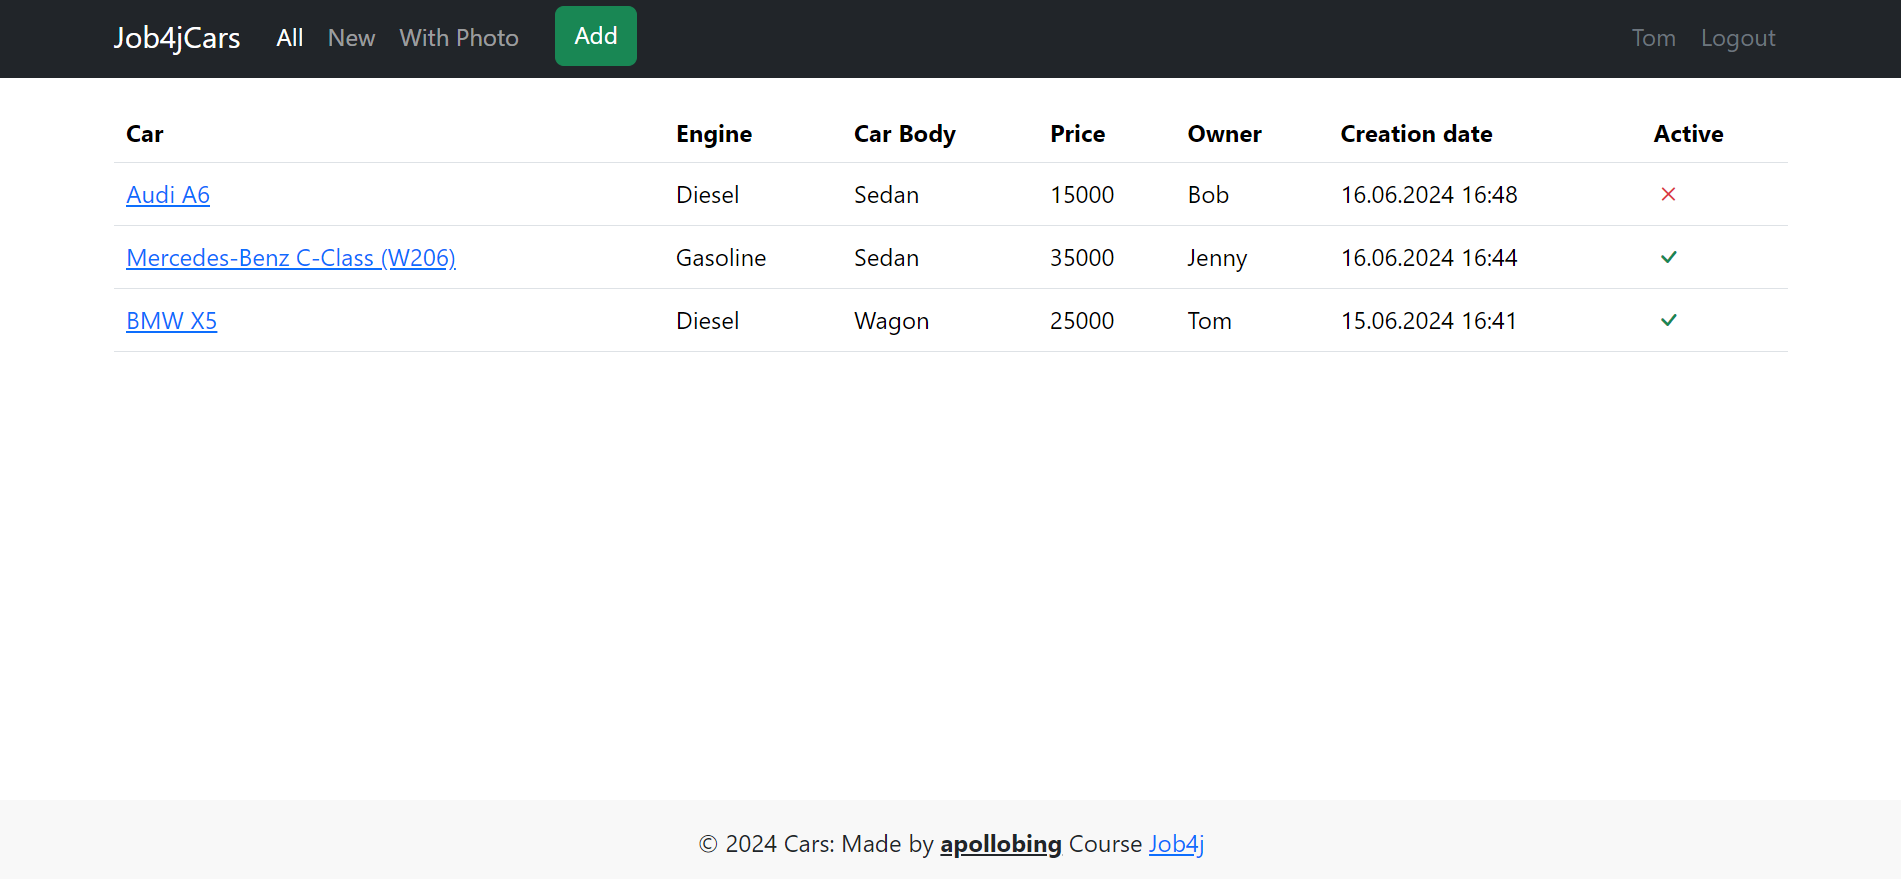 Job4jCars All New With Photo Add Tom Logout
Car Engine Car Body Price Owner Creation date Active
Audi A6 Diesel Sedan 15000 Bob 16.06.2024 16:48
Mercedes-Benz C-Class (W206) Gasoline Sedan 35000 Jenny 16.06.2024 16:44
BMW X5 Diesel Wagon 25000 Tom 15.06.2024 16:41
© 2024 Cars: Made by apollobing Course Job4j